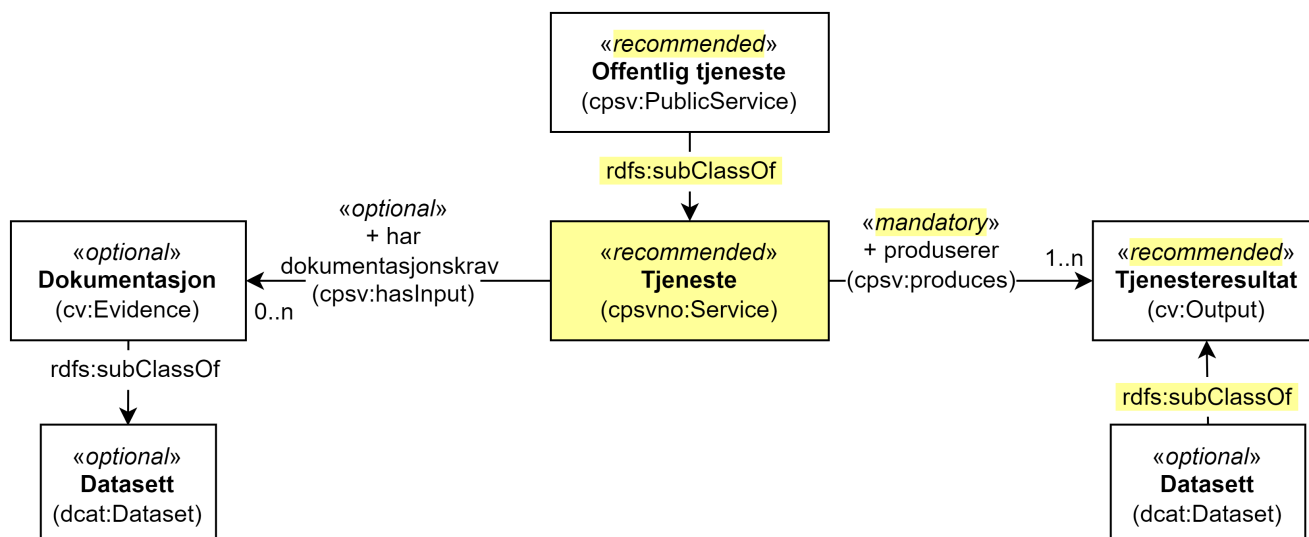 «recommended»
Offentlig tjeneste
(cpsv:PublicService)
rdfs:subClassOf
«optional»
+ har
dokumentasjonskrav
(cpsv:hasInput)
0..n
«optional»
Dokumentasjon
(cv:Evidence)
«recommended»
Tjeneste
(cpsvno:Service)
«mandatory»
+ produserer
(cpsv:produces)
1..n
«recommended»
Tjenesteresultat
(cv:Output)
rdfs:subClassOf
rdfs:subClassOf
«optional»
Datasett
(dcat:Dataset)
«optional»
Datasett
(dcat:Dataset)